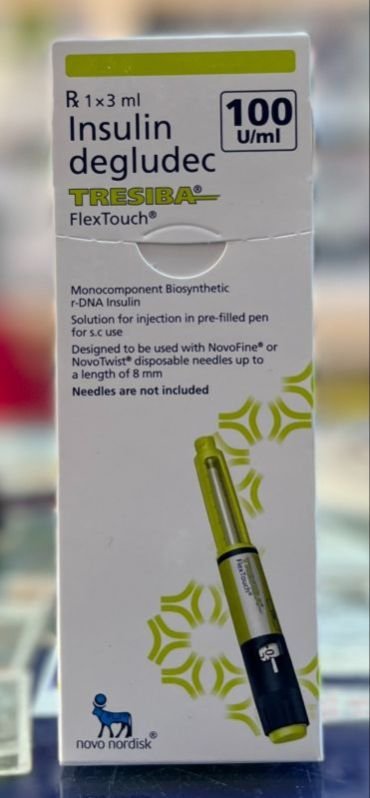 ℞ 1×3 ml
100
U/ml
Insulin
degludec
TRESIBA®
FlexTouch®
Monocomponent Biosynthetic
r-DNA Insulin
Solution for injection in pre-filled pen
for s.c use
Designed to be used with NovoFine® or
NovoTwist® disposable needles up to
a length of 8 mm
Needles are not included
FlexTouch®
novo nordisk®